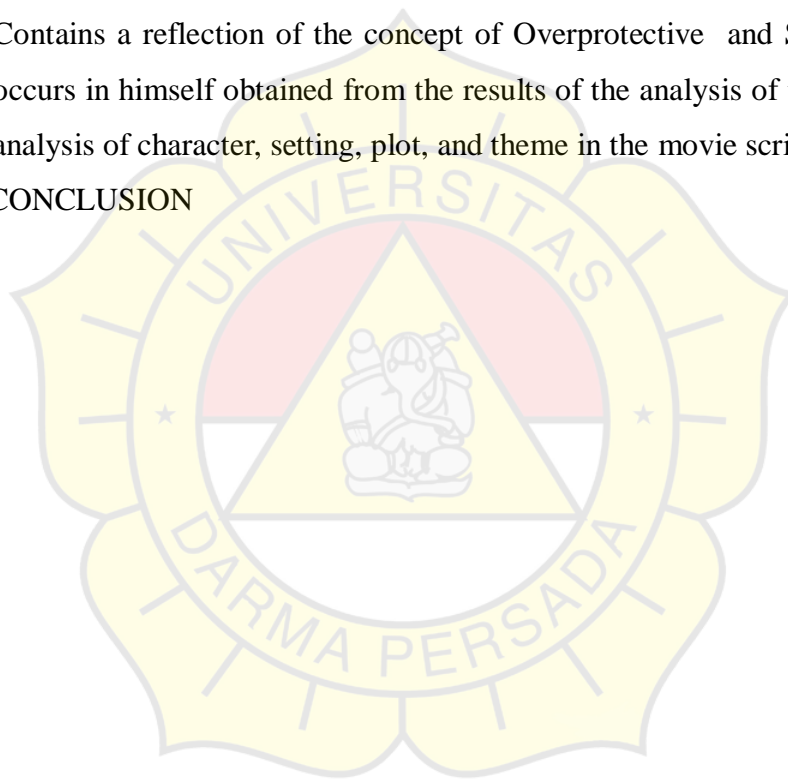 Contains a reflection of the concept of Overprotective and
occurs in himself obtained from the results of the analysis of
analysis of character, setting, plot, and theme in the movie
CONCLUSION
UNIVERSITAS
DARMA PERSADA